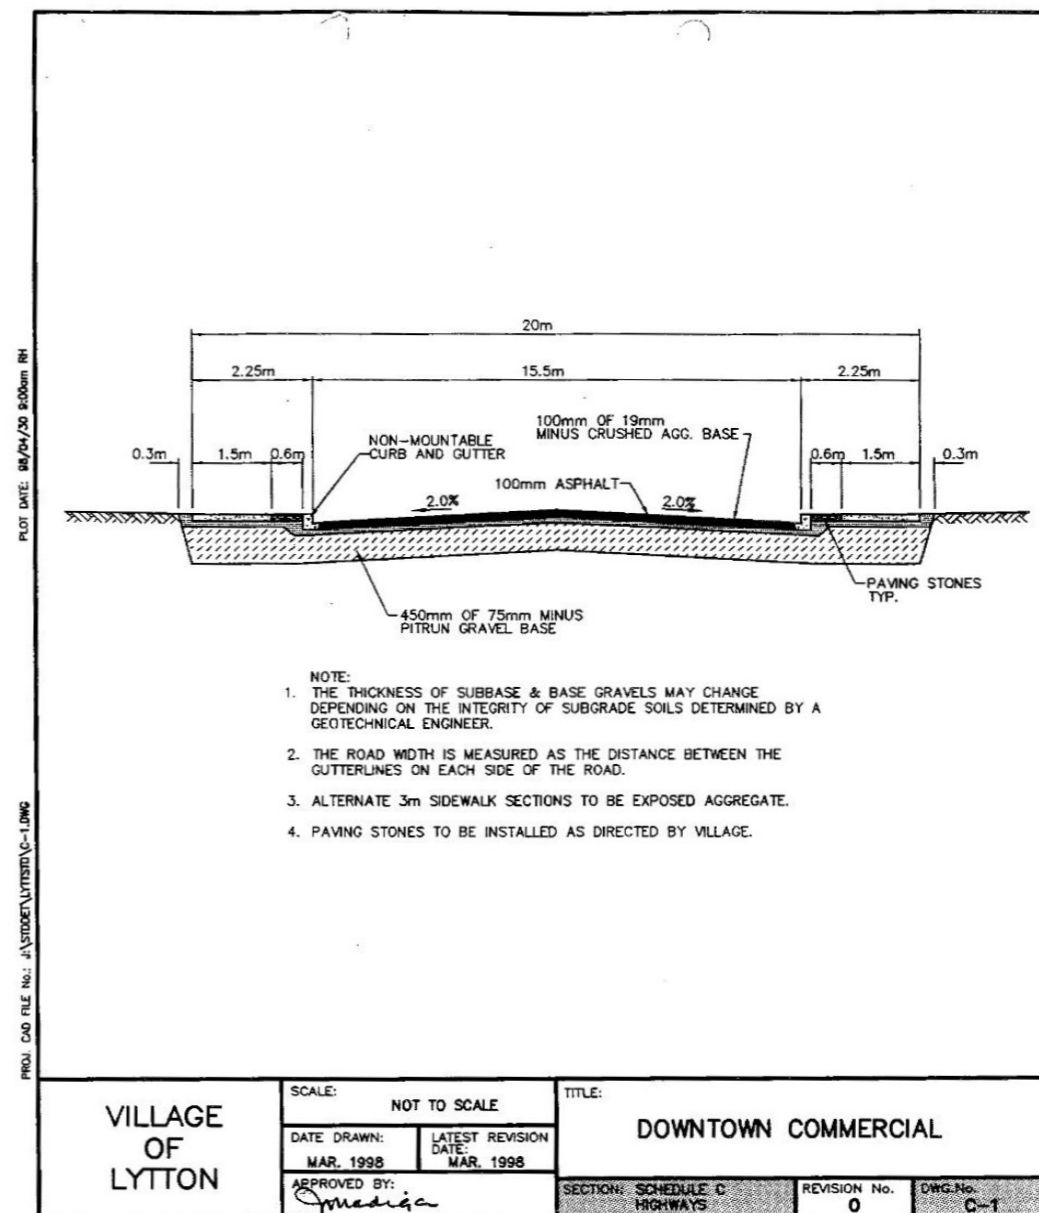 PLOT DATE: 98/04/30 9:00am RH
PROJ. CAD FILE No.: J:\STDDET\LYTTSTD\C-1.DWG
20m
2.25m
15.5m
2.25m
100mm OF 19mm
MINUS CRUSHED AGG. BASE
NON-MOUNTABLE
CURB AND GUTTER
0.3m
1.5m
0.6m
0.6m
1.5m
0.3m
100mm ASPHALT
2.0%
2.0%
PAVING STONES
TYP.
450mm OF 75mm MINUS
PITRUN GRAVEL BASE
NOTE:
1. THE THICKNESS OF SUBBASE & BASE GRAVELS MAY CHANGE
DEPENDING ON THE INTEGRITY OF SUBGRADE SOILS DETERMINED BY A
GEOTECHNICAL ENGINEER.
2. THE ROAD WIDTH IS MEASURED AS THE DISTANCE BETWEEN THE
GUTTERLINES ON EACH SIDE OF THE ROAD.
3. ALTERNATE 3m SIDEWALK SECTIONS TO BE EXPOSED AGGREGATE.
4. PAVING STONES TO BE INSTALLED AS DIRECTED BY VILLAGE.
VILLAGE
OF
LYTTON
SCALE:
NOT TO SCALE
DATE DRAWN:
MAR. 1998
LATEST REVISION
DATE:
MAR. 1998
APPROVED BY:
TITLE:
DOWNTOWN COMMERCIAL
SECTION: SCHEDULE C
HIGHWAYS
REVISION No.
0
DWG.No.
C-1